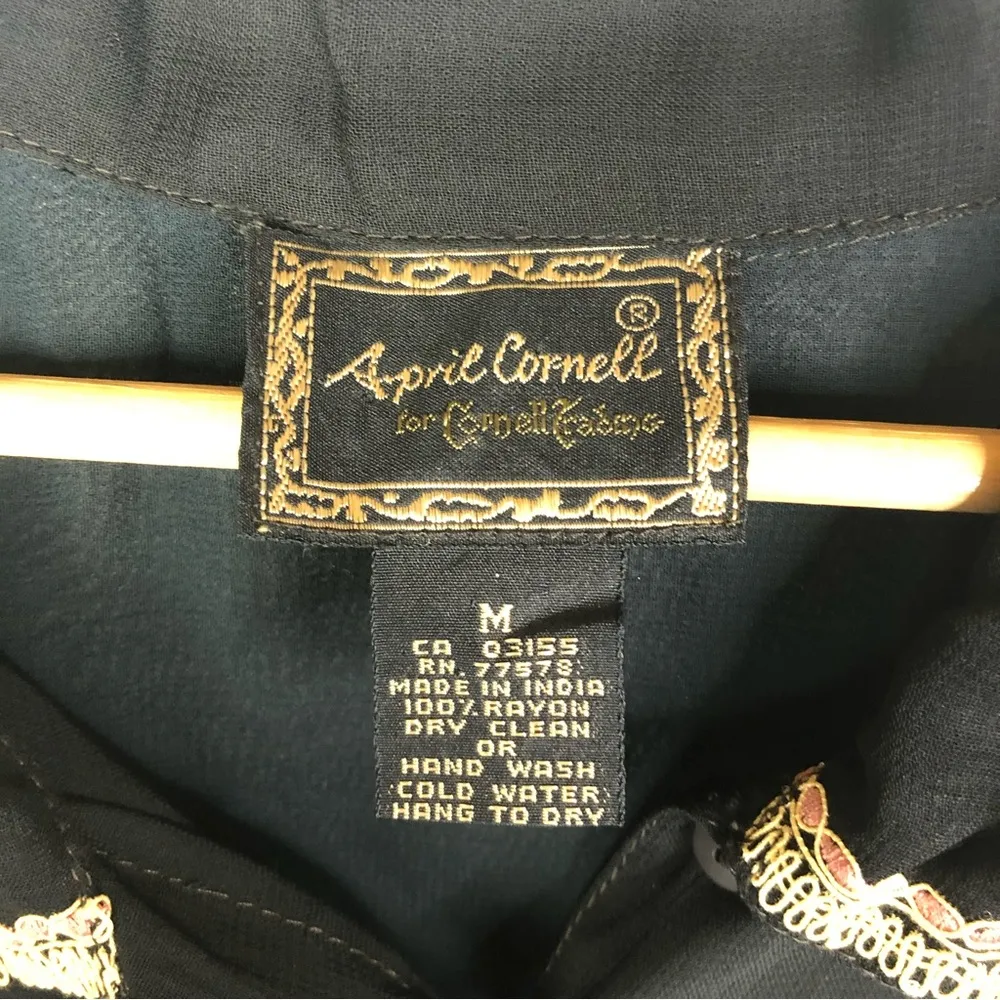 ®
April Cornell
for Cornell Trading
M
CA 03155
RN. 77578
MADE IN INDIA
100% RAYON
DRY CLEAN
OR
HAND WASH
COLD WATER
HANG TO DRY